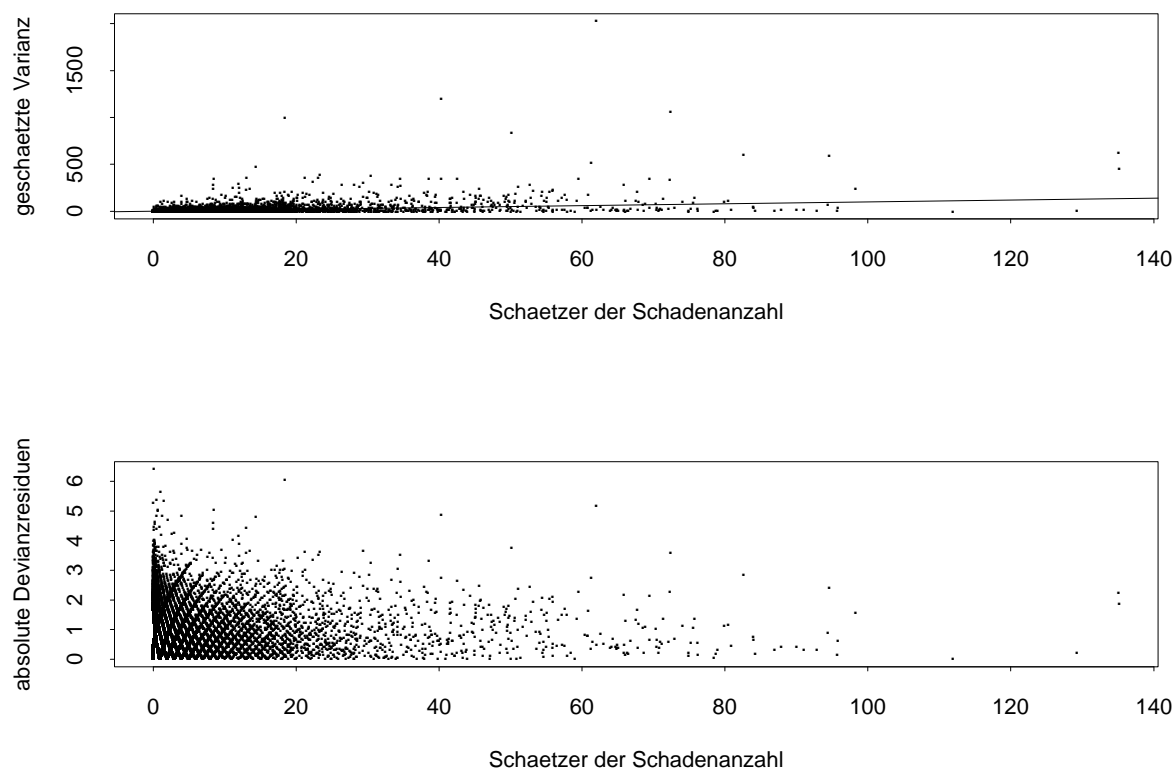 geschaetzte Varianz
1500
500
0
0 20 40 60 80 100 120 140
Schaetzer der Schadenanzahl
absolute Devianzresiduen
6
5
4
3
2
1
0
0 20 40 60 80 100 120 140
Schaetzer der Schadenanzahl